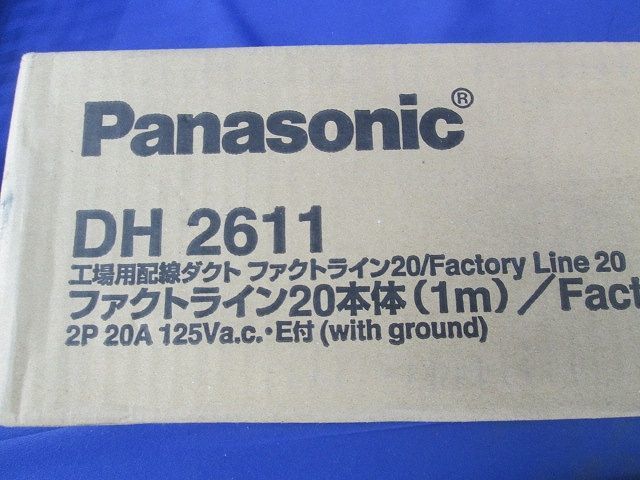 Panasonic®
DH 2611
工場用配線ダクト ファクトライン20/Factory Line 20
ファクトライン20本体(1m)/Fact
2P 20A 125Va.c.・E付(with ground)